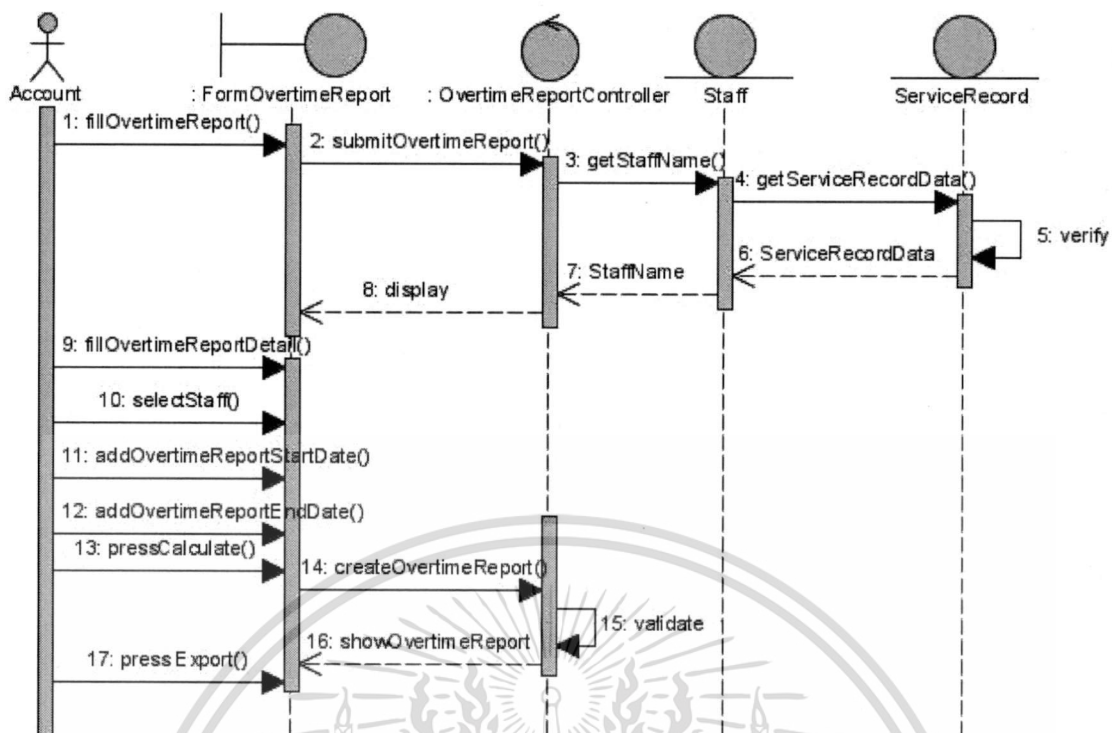 Account
: FormOvertimeReport
: OvertimeReportController
Staff
ServiceRecord
1: fillOvertimeReport()
2: submitOvertimeReport()
3: getStaffName()
4: getServiceRecordData()
5: verify
6: ServiceRecordData
7: StaffName
8: display
9: fillOvertimeReportDetail()
10: selectStaff()
11: addOvertimeReportStartDate()
12: addOvertimeReportEndDate()
13: pressCalculate()
14: createOvertimeReport()
15: validate
16: showOvertimeReport
17: pressExport()